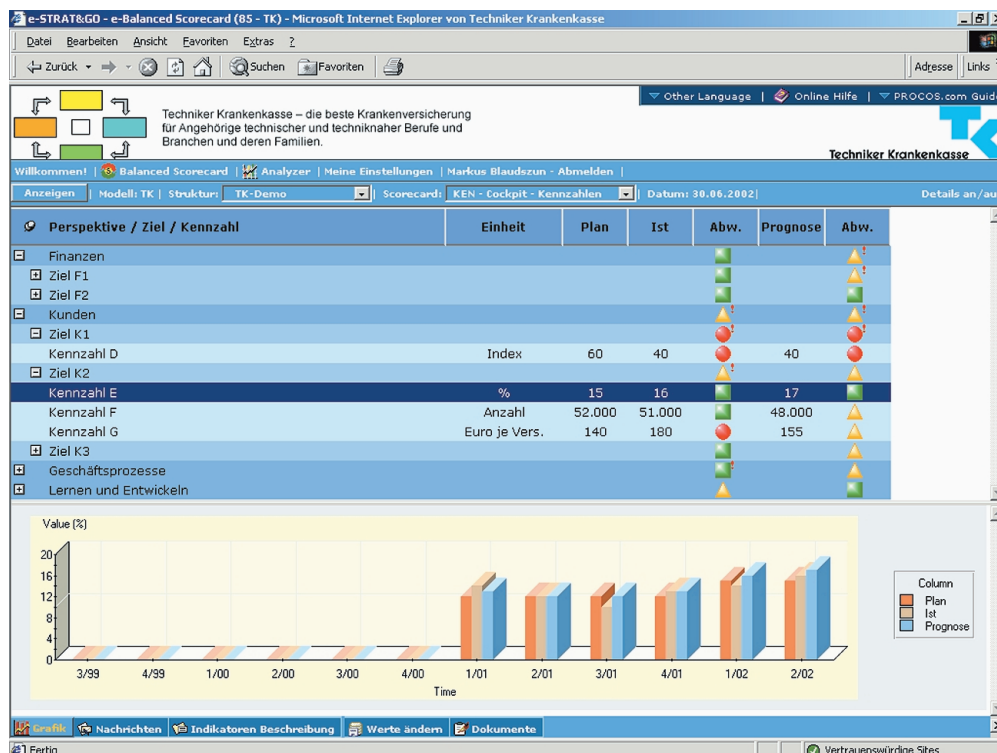 e-STRAT&GO - e-Balanced Scorecard (85 - TK) - Microsoft Internet Explorer von Techniker Krankenkasse
Datei Bearbeiten Ansicht Favoriten Extras ?
Zurück Suchen Favoriten Adresse Links
Other Language | Online Hilfe | PROCOS.com Guide
Techniker Krankenkasse – die beste Krankenversicherung
für Angehörige technischer und techniknaher Berufe und
Branchen und deren Familien.
TK
Techniker Krankenkasse
Willkommen! | Balanced Scorecard | Analyzer | Meine Einstellungen | Markus Blaudszun - Abmelden |
Anzeigen | Modell: TK | Struktur: TK-Demo | Scorecard: KEN - Cockpit - Kennzahlen | Datum: 30.06.2002| Details an/au
Perspektive / Ziel / Kennzahl Einheit Plan Ist Abw. Prognose Abw.
Finanzen !
Ziel F1 !
Ziel F2
Kunden ! !
Ziel K1 ! !
Kennzahl D Index 60 40 40
Ziel K2 !
Kennzahl E % 15 16 17
Kennzahl F Anzahl 52.000 51.000 48.000
Kennzahl G Euro je Vers. 140 180 155
Ziel K3
Geschäftsprozesse !
Lernen und Entwickeln
Value (%)
20
16
12
8
4
0
3/99 4/99 1/00 2/00 3/00 4/00 1/01 2/01 3/01 4/01 1/02 2/02
Time
Column
Plan
Ist
Prognose
Grafik Nachrichten Indikatoren Beschreibung Werte ändern Dokumente
Fertig Vertrauenswürdige Sites